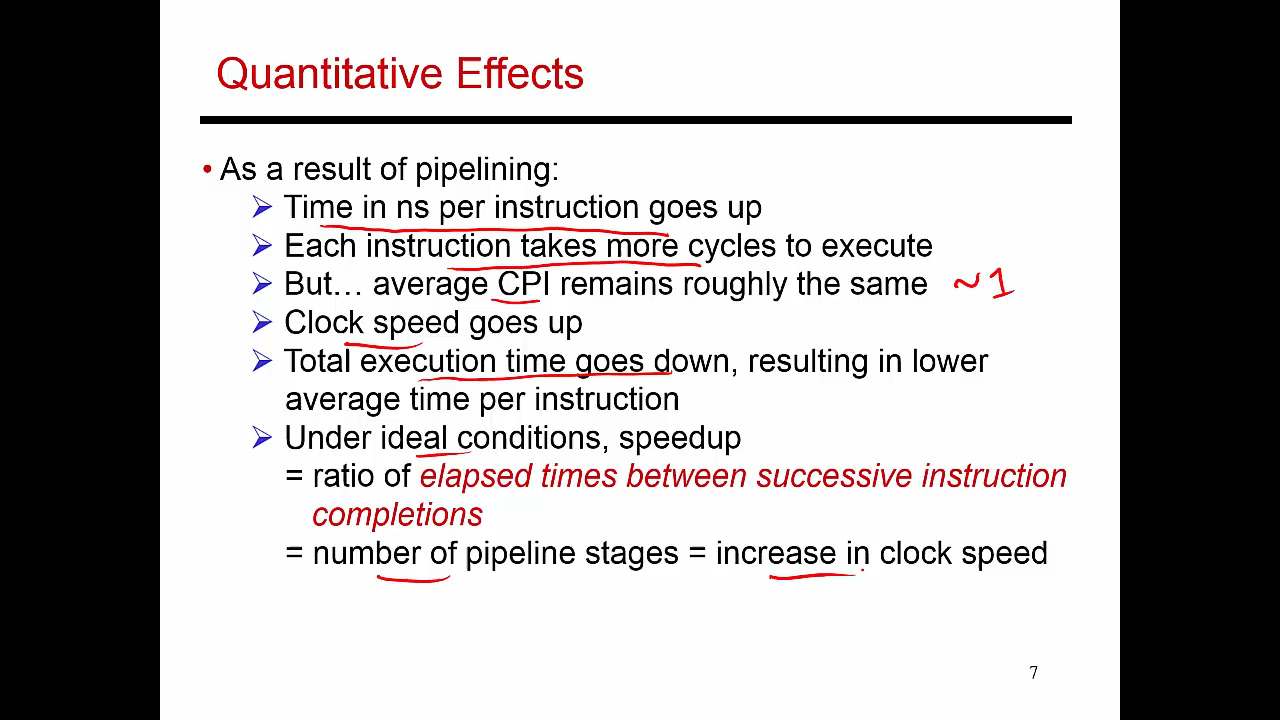 Quantitative Effects
• As a result of pipelining:
➢ Time in ns per instruction goes up
➢ Each instruction takes more cycles to execute
➢ But… average CPI remains roughly the same ~1
➢ Clock speed goes up
➢ Total execution time goes down, resulting in lower
average time per instruction
➢ Under ideal conditions, speedup
= ratio of elapsed times between successive instruction
completions
= number of pipeline stages = increase in clock speed
7